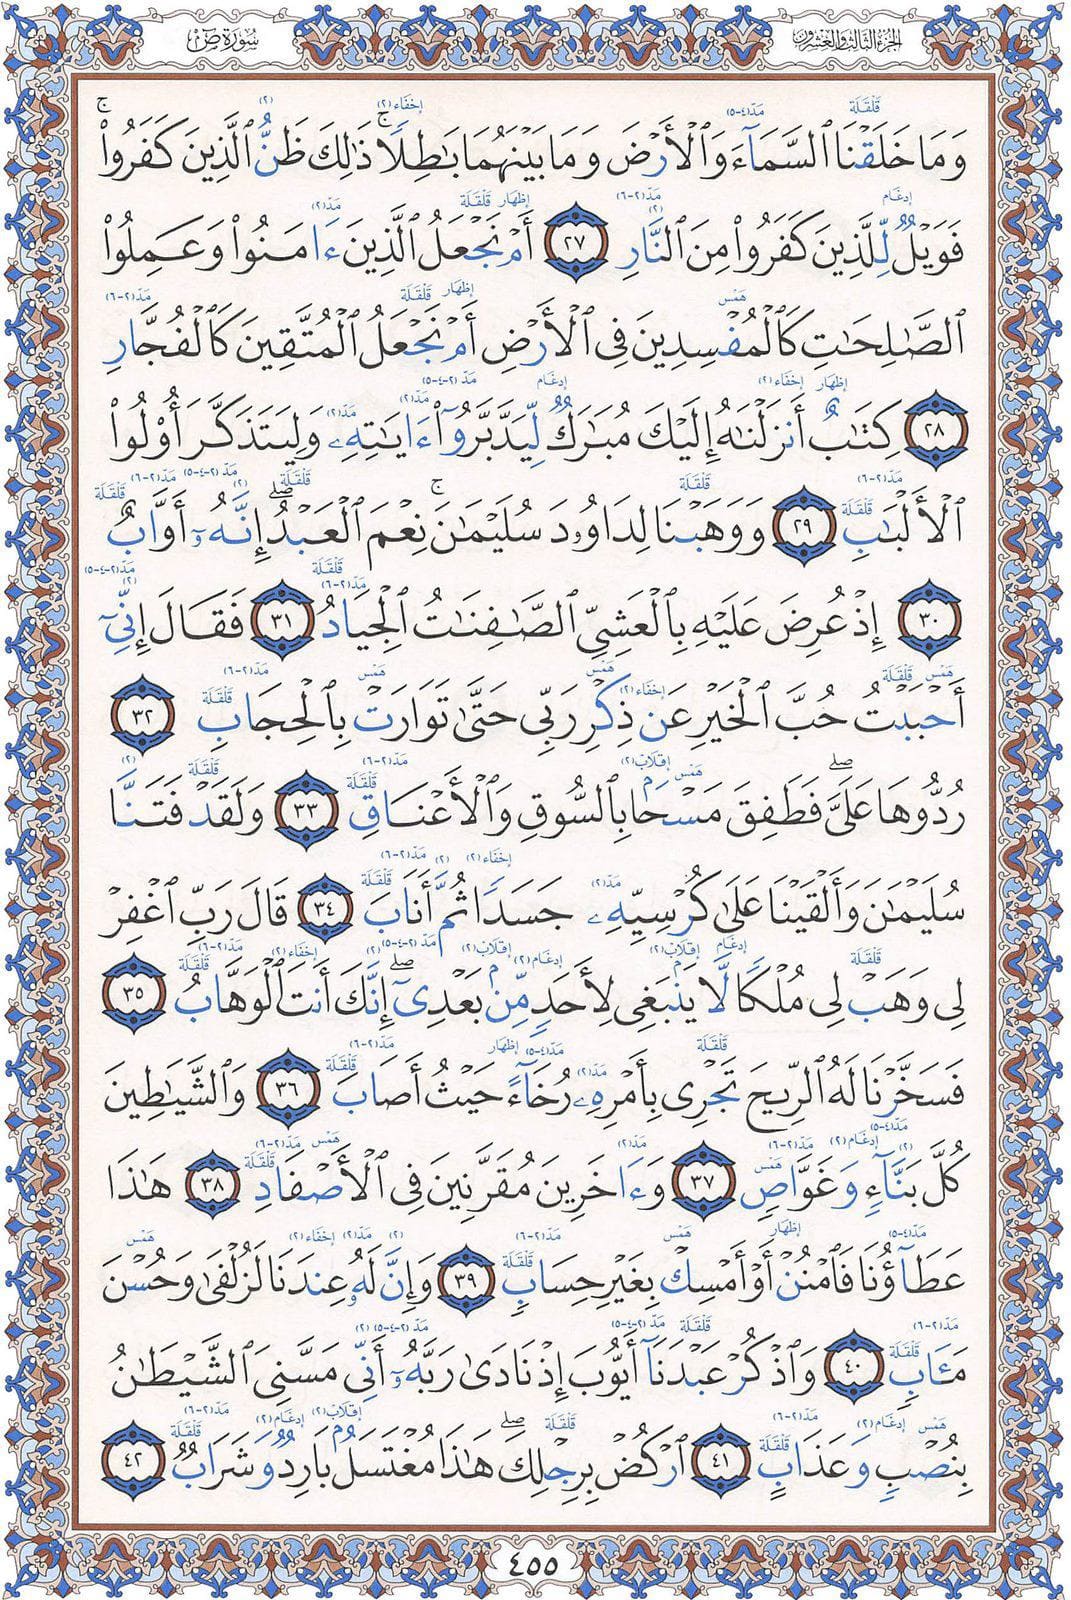 الجزء الثالث والعشرون
سورة ص
وَمَا خَلَقْنَا ٱلسَّمَآءَ وَٱلْأَرْضَ وَمَا بَيْنَهُمَا بَٰطِلًا ۚ ذَٰلِكَ ظَنُّ ٱلَّذِينَ كَفَرُوا۟ ۚ
فَوَيْلٌ لِّلَّذِينَ كَفَرُوا۟ مِنَ ٱلنَّارِ ٢٧ أَمْ نَجْعَلُ ٱلَّذِينَ ءَامَنُوا۟ وَعَمِلُوا۟
ٱلصَّٰلِحَٰتِ كَٱلْمُفْسِدِينَ فِى ٱلْأَرْضِ أَمْ نَجْعَلُ ٱلْمُتَّقِينَ كَٱلْفُجَّارِ
٢٨ كِتَٰبٌ أَنزَلْنَٰهُ إِلَيْكَ مُبَٰرَكٌ لِّيَدَّبَّرُوٓا۟ ءَايَٰتِهِۦ وَلِيَتَذَكَّرَ أُو۟لُوا۟
ٱلْأَلْبَٰبِ ٢٩ وَوَهَبْنَا لِدَاوُۥدَ سُلَيْمَٰنَ ۚ نِعْمَ ٱلْعَبْدُ ۖ إِنَّهُۥٓ أَوَّابٌ
٣٠ إِذْ عُرِضَ عَلَيْهِ بِٱلْعَشِىِّ ٱلصَّٰفِنَٰتُ ٱلْجِيَادُ ٣١ فَقَالَ إِنِّىٓ
أَحْبَبْتُ حُبَّ ٱلْخَيْرِ عَن ذِكْرِ رَبِّى حَتَّىٰ تَوَارَتْ بِٱلْحِجَابِ ٣٢
رُدُّوهَا عَلَىَّ ۖ فَطَفِقَ مَسْحًۢا بِٱلسُّوقِ وَٱلْأَعْنَاقِ ٣٣ وَلَقَدْ فَتَنَّا
سُلَيْمَٰنَ وَأَلْقَيْنَا عَلَىٰ كُرْسِيِّهِۦ جَسَدًا ثُمَّ أَنَابَ ٣٤ قَالَ رَبِّ ٱغْفِرْ
لِى وَهَبْ لِى مُلْكًا لَّا يَنۢبَغِى لِأَحَدٍ مِّنۢ بَعْدِىٓ ۖ إِنَّكَ أَنتَ ٱلْوَهَّابُ ٣٥
فَسَخَّرْنَا لَهُ ٱلرِّيحَ تَجْرِى بِأَمْرِهِۦ رُخَآءً حَيْثُ أَصَابَ ٣٦ وَٱلشَّيَٰطِينَ
كُلَّ بَنَّآءٍ وَغَوَّاصٍ ٣٧ وَءَاخَرِينَ مُقَرَّنِينَ فِى ٱلْأَصْفَادِ ٣٨ هَٰذَا
عَطَآؤُنَا فَٱمْنُنْ أَوْ أَمْسِكْ بِغَيْرِ حِسَابٍ ٣٩ وَإِنَّ لَهُۥ عِندَنَا لَزُلْفَىٰ وَحُسْنَ
مَـَٔابٍ ٤٠ وَٱذْكُرْ عَبْدَنَآ أَيُّوبَ إِذْ نَادَىٰ رَبَّهُۥٓ أَنِّى مَسَّنِىَ ٱلشَّيْطَٰنُ
بِنُصْبٍ وَعَذَابٍ ٤١ ٱرْكُضْ بِرِجْلِكَ ۖ هَٰذَا مُغْتَسَلٌۢ بَارِدٌ وَشَرَابٌ ٤٢
٤٥٥